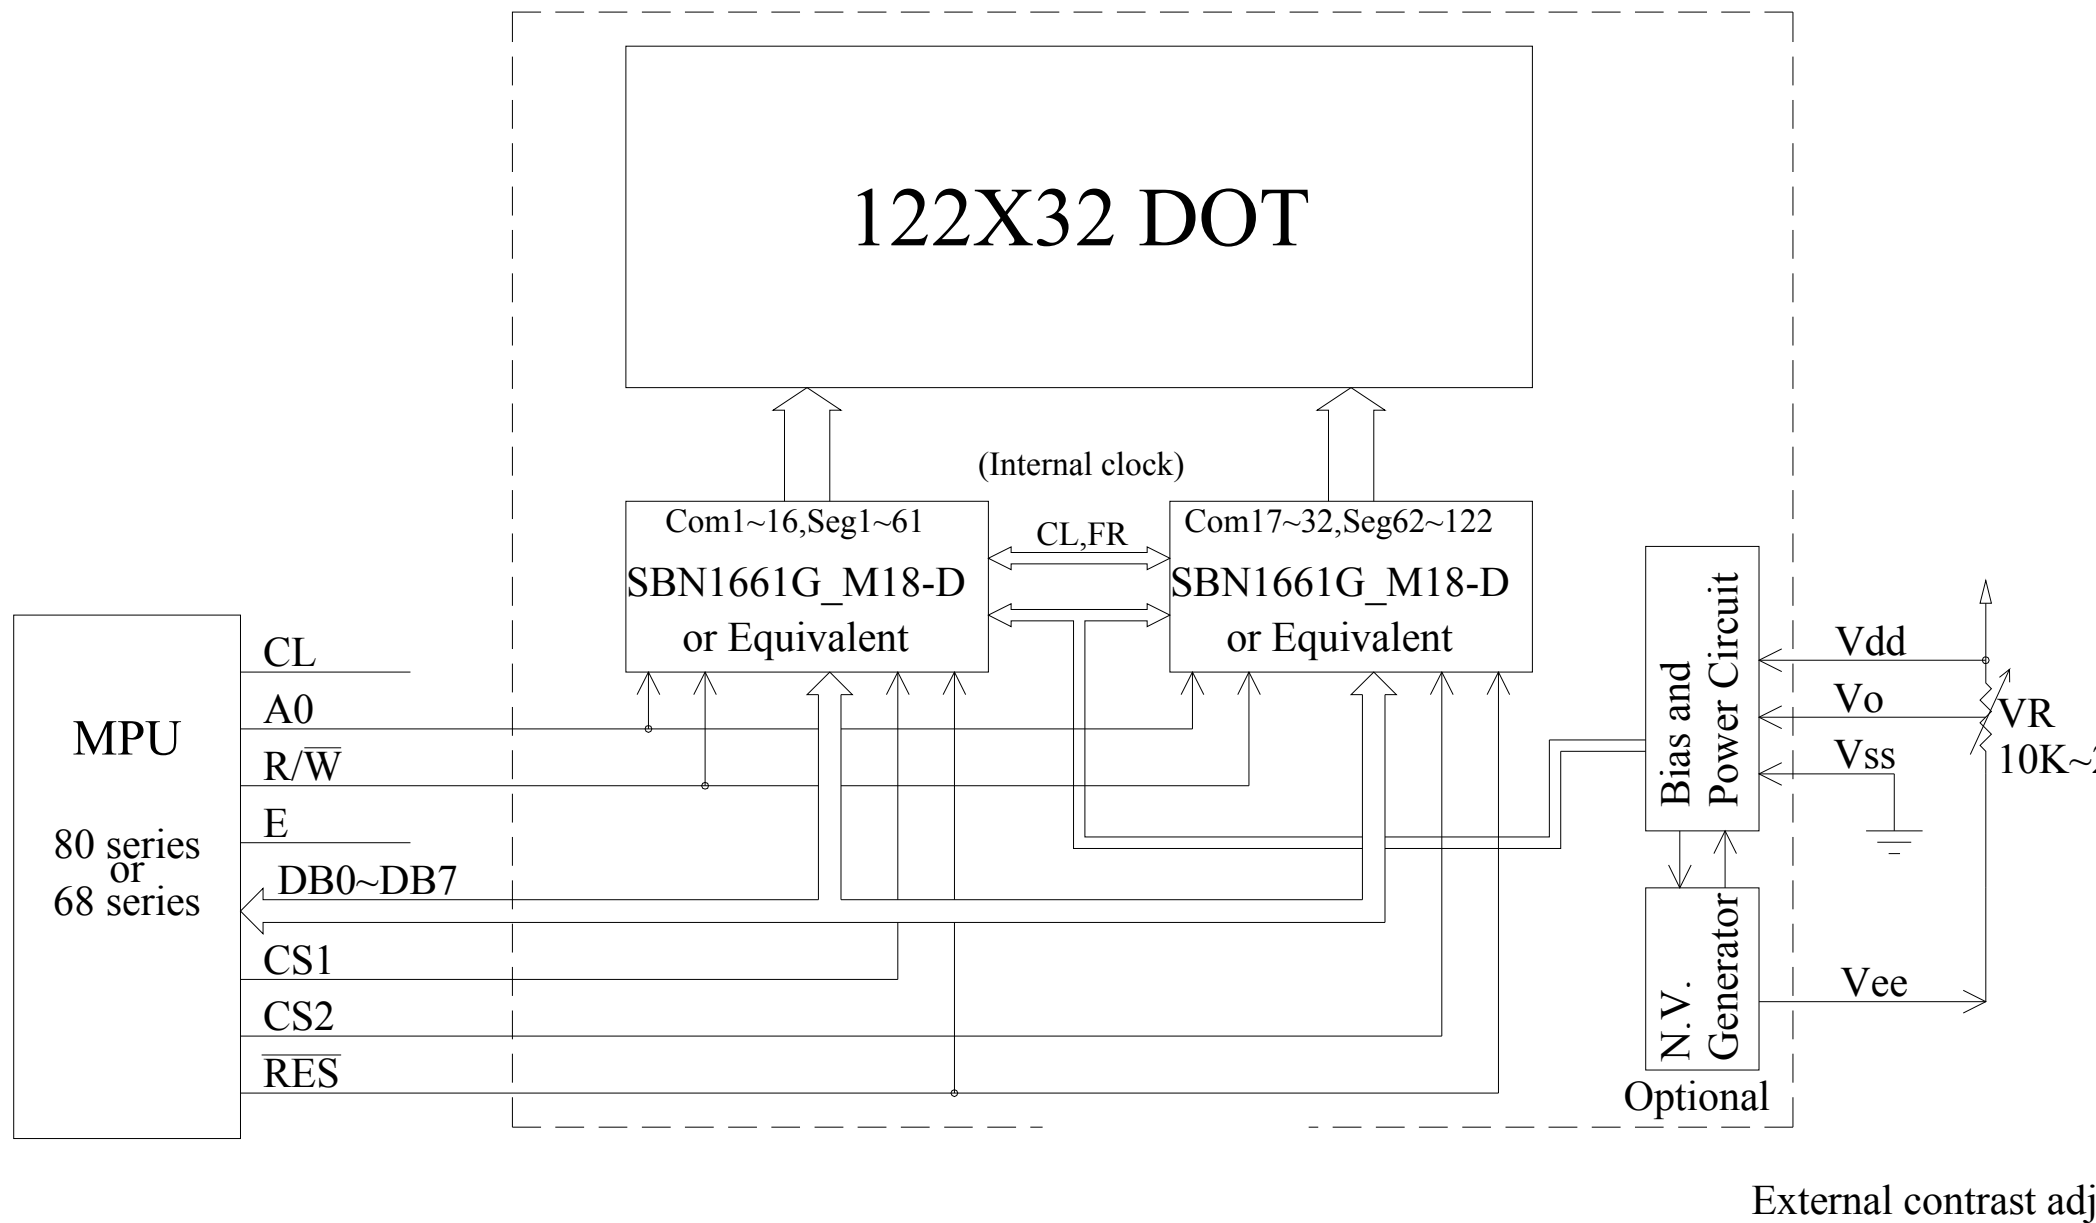 122X32 DOT
(Internal clock)
Com1~16,Seg1~61
SBN1661G_M18-D
or Equivalent
CL,FR
Com17~32,Seg62~122
SBN1661G_M18-D
or Equivalent
MPU
80 series
or
68 series
CL
A0
R/W̅
E
DB0~DB7
CS1
CS2
R̅E̅S̅
Bias and
Power Circuit
Vdd
Vo
Vss
VR
10K~
N.V.
Generator
Optional
Vee
External contrast adj